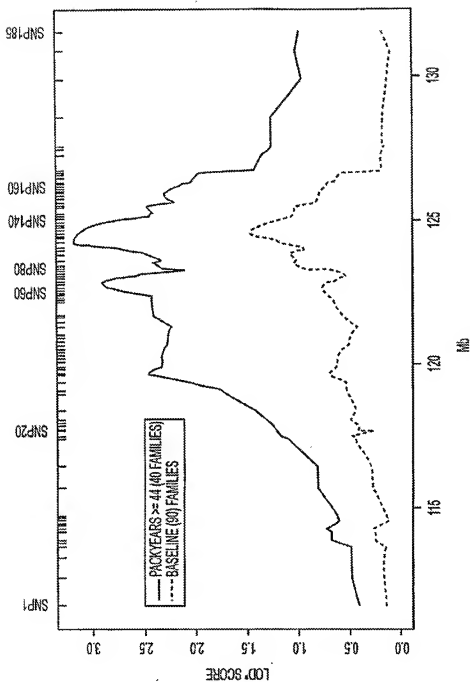 SNP1
SNP20
SNP60
SNP80
SNP140
SNP160
SNP185
PACKYEARS >= 44 (40 FAMILIES)
BASELINE (90) FAMILIES
LOD' SCORE
3.0
2.5
2.0
1.5
1.0
0.5
0.0
115
120
125
130
Mb